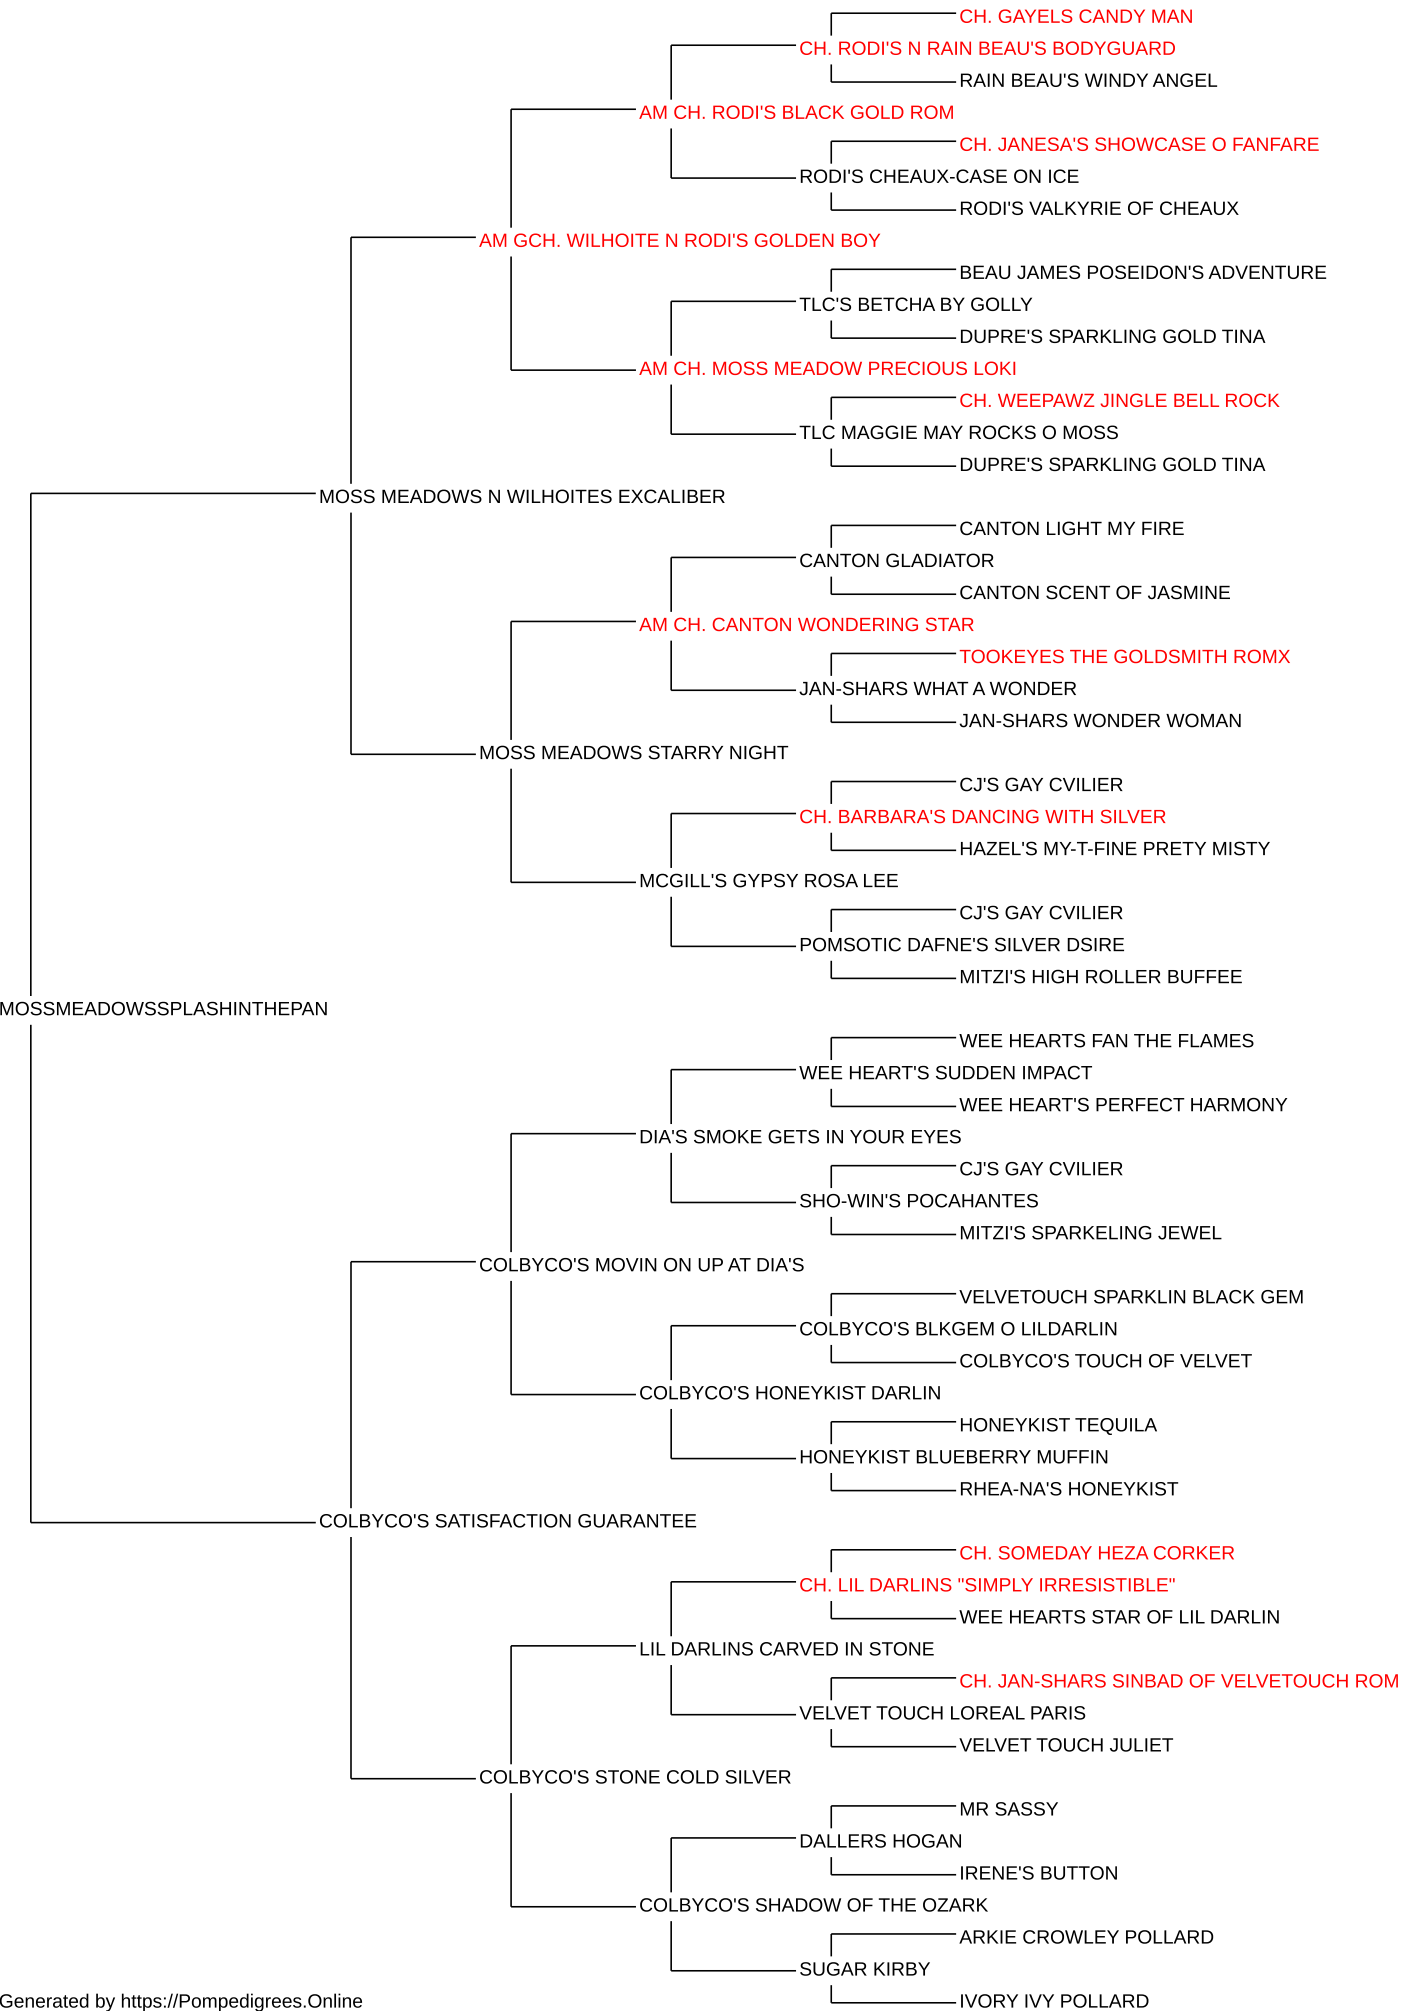 CH. GAYELS CANDY MAN
CH. RODI'S N RAIN BEAU'S BODYGUARD
RAIN BEAU'S WINDY ANGEL
AM CH. RODI'S BLACK GOLD ROM
CH. JANESA'S SHOWCASE O FANFARE
RODI'S CHEAUX-CASE ON ICE
RODI'S VALKYRIE OF CHEAUX
AM GCH. WILHOITE N RODI'S GOLDEN BOY
BEAU JAMES POSEIDON'S ADVENTURE
TLC'S BETCHA BY GOLLY
DUPRE'S SPARKLING GOLD TINA
AM CH. MOSS MEADOW PRECIOUS LOKI
CH. WEEPAWZ JINGLE BELL ROCK
TLC MAGGIE MAY ROCKS O MOSS
DUPRE'S SPARKLING GOLD TINA
MOSS MEADOWS N WILHOITES EXCALIBER
CANTON LIGHT MY FIRE
CANTON GLADIATOR
CANTON SCENT OF JASMINE
AM CH. CANTON WONDERING STAR
TOOKEYES THE GOLDSMITH ROMX
JAN-SHARS WHAT A WONDER
JAN-SHARS WONDER WOMAN
MOSS MEADOWS STARRY NIGHT
CJ'S GAY CVILIER
CH. BARBARA'S DANCING WITH SILVER
HAZEL'S MY-T-FINE PRETY MISTY
MCGILL'S GYPSY ROSA LEE
CJ'S GAY CVILIER
POMSOTIC DAFNE'S SILVER DSIRE
MITZI'S HIGH ROLLER BUFFEE
MOSSMEADOWSSPLASHINTHEPAN
WEE HEARTS FAN THE FLAMES
WEE HEART'S SUDDEN IMPACT
WEE HEART'S PERFECT HARMONY
DIA'S SMOKE GETS IN YOUR EYES
CJ'S GAY CVILIER
SHO-WIN'S POCAHANTES
MITZI'S SPARKELING JEWEL
COLBYCO'S MOVIN ON UP AT DIA'S
VELVETOUCH SPARKLIN BLACK GEM
COLBYCO'S BLKGEM O LILDARLIN
COLBYCO'S TOUCH OF VELVET
COLBYCO'S HONEYKIST DARLIN
HONEYKIST TEQUILA
HONEYKIST BLUEBERRY MUFFIN
RHEA-NA'S HONEYKIST
COLBYCO'S SATISFACTION GUARANTEE
CH. SOMEDAY HEZA CORKER
CH. LIL DARLINS "SIMPLY IRRESISTIBLE"
WEE HEARTS STAR OF LIL DARLIN
LIL DARLINS CARVED IN STONE
CH. JAN-SHARS SINBAD OF VELVETOUCH ROM
VELVET TOUCH LOREAL PARIS
VELVET TOUCH JULIET
COLBYCO'S STONE COLD SILVER
MR SASSY
DALLERS HOGAN
IRENE'S BUTTON
COLBYCO'S SHADOW OF THE OZARK
ARKIE CROWLEY POLLARD
SUGAR KIRBY
IVORY IVY POLLARD
Generated by https://Pompedigrees.Online